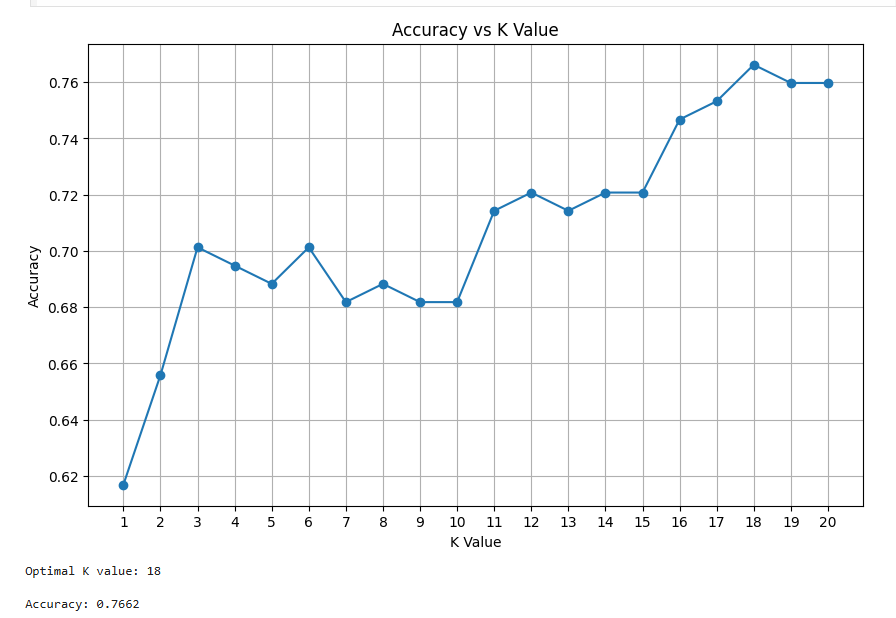 Accuracy vs K Value
0.76
0.74
0.72
0.70
0.68
0.66
0.64
0.62
Accuracy
1 2 3 4 5 6 7 8 9 10 11 12 13 14 15 16 17 18 19 20
K Value
Optimal K value: 18
Accuracy: 0.7662